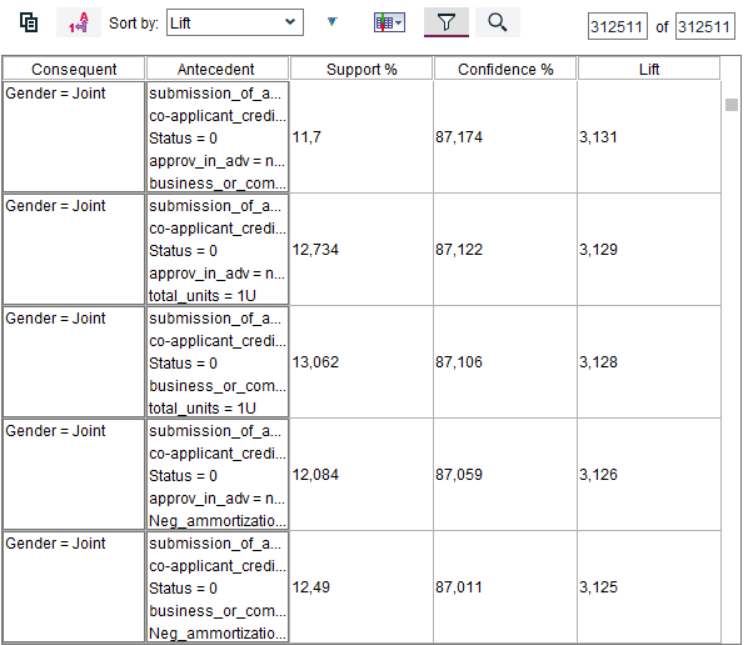 Sort by: Lift
312511 of 312511
Consequent Antecedent Support % Confidence % Lift
Gender = Joint
submission_of_a...
co-applicant_credi...
Status = 0
approv_in_adv = n...
business_or_com...
11,7 87,174 3,131
Gender = Joint
submission_of_a...
co-applicant_credi...
Status = 0
approv_in_adv = n...
total_units = 1U
12,734 87,122 3,129
Gender = Joint
submission_of_a...
co-applicant_credi...
Status = 0
business_or_com...
total_units = 1U
13,062 87,106 3,128
Gender = Joint
submission_of_a...
co-applicant_credi...
Status = 0
approv_in_adv = n...
Neg_ammortizatio...
12,084 87,059 3,126
Gender = Joint
submission_of_a...
co-applicant_credi...
Status = 0
business_or_com...
Neg_ammortizatio...
12,49 87,011 3,125